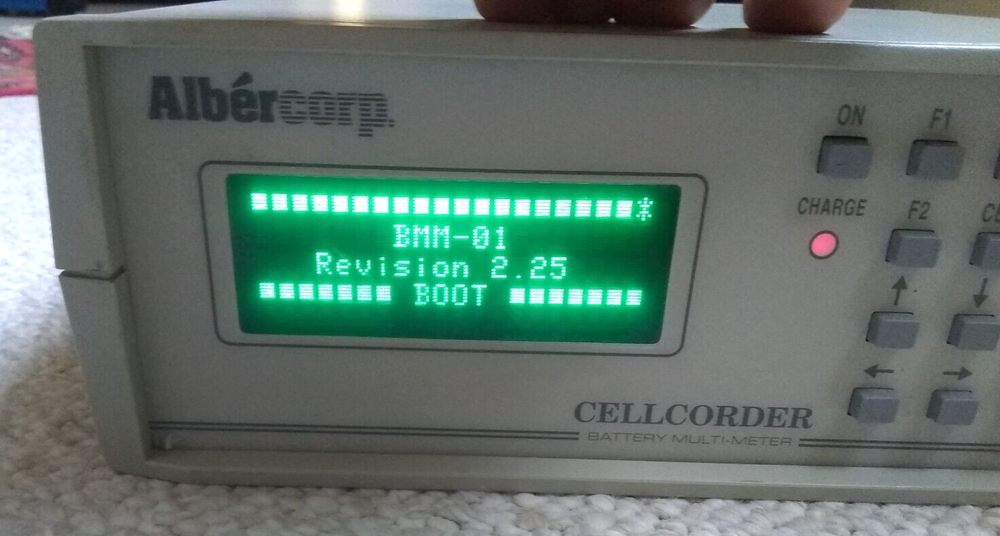 Albércorp.
ON F1
■■■■■■■■■■■■■■■■■■■*
BMM-01
Revision 2.25
■■■■■■■ BOOT ■■■■■■■
CHARGE F2
↑ ↓
← →
CELLCORDER
BATTERY MULTI-METER